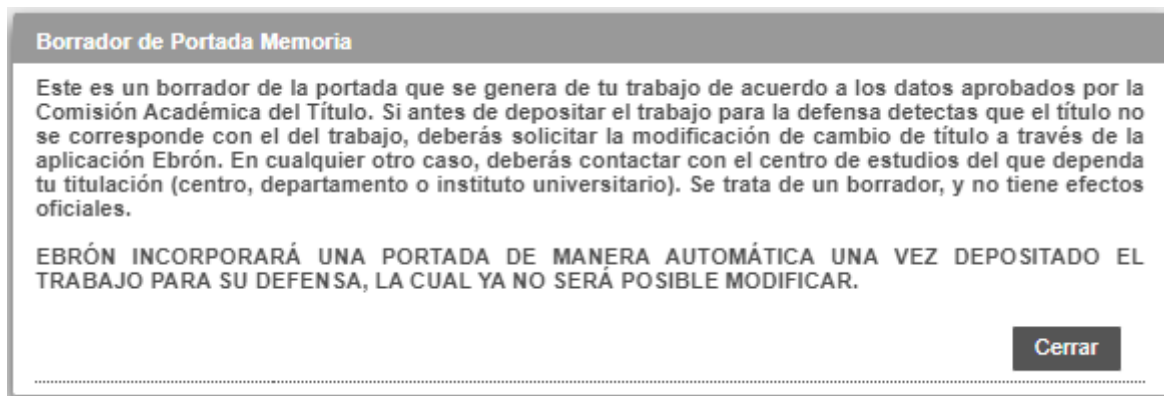 Borrador de Portada Memoria
Este es un borrador de la portada que se genera de tu trabajo de acuerdo a los datos aprobados por la
Comisión Académica del Título. Si antes de depositar el trabajo para la defensa detectas que el título no
se corresponde con el del trabajo, deberás solicitar la modificación de cambio de título a través de la
aplicación Ebrón. En cualquier otro caso, deberás contactar con el centro de estudios del que dependa
tu titulación (centro, departamento o instituto universitario). Se trata de un borrador, y no tiene efectos
oficiales.
EBRÓN INCORPORARÁ UNA PORTADA DE MANERA AUTOMÁTICA UNA VEZ DEPOSITADO EL
TRABAJO PARA SU DEFENSA, LA CUAL YA NO SERÁ POSIBLE MODIFICAR.
Cerrar